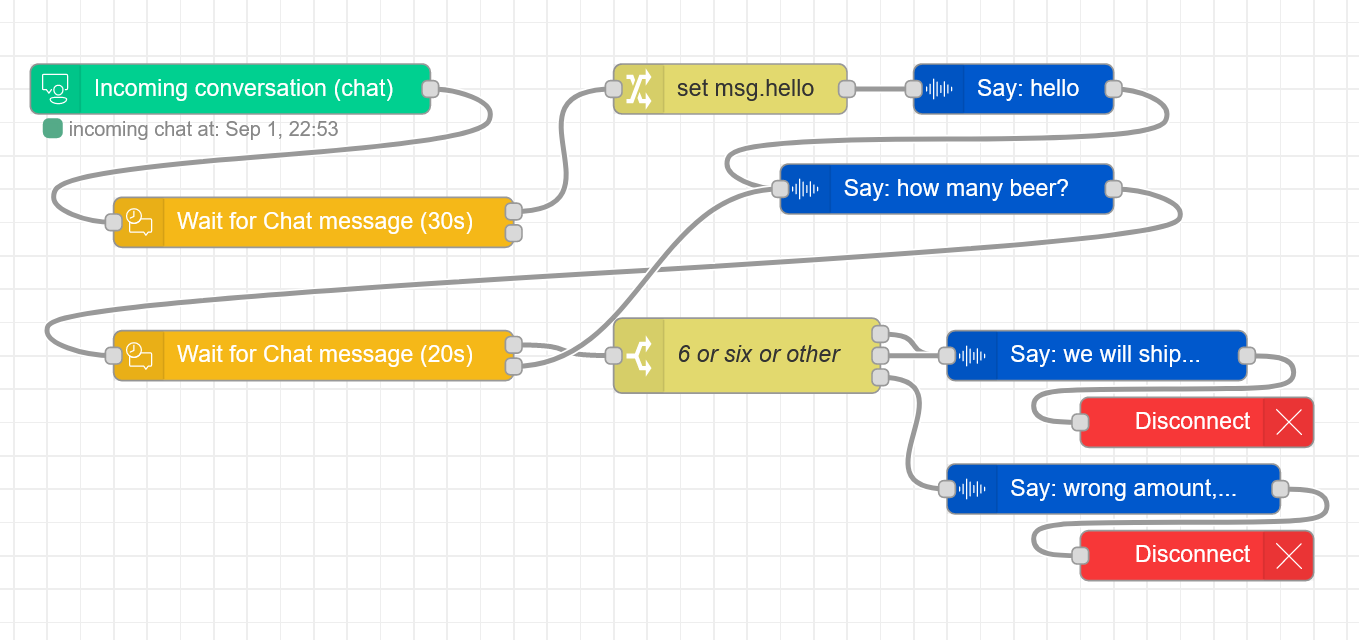 Incoming conversation (chat)
incoming chat at: Sep 1, 22:53
set msg.hello
Say: hello
Say: how many beer?
Wait for Chat message (30s)
Wait for Chat message (20s)
6 or six or other
Say: we will ship...
Disconnect
Say: wrong amount,...
Disconnect